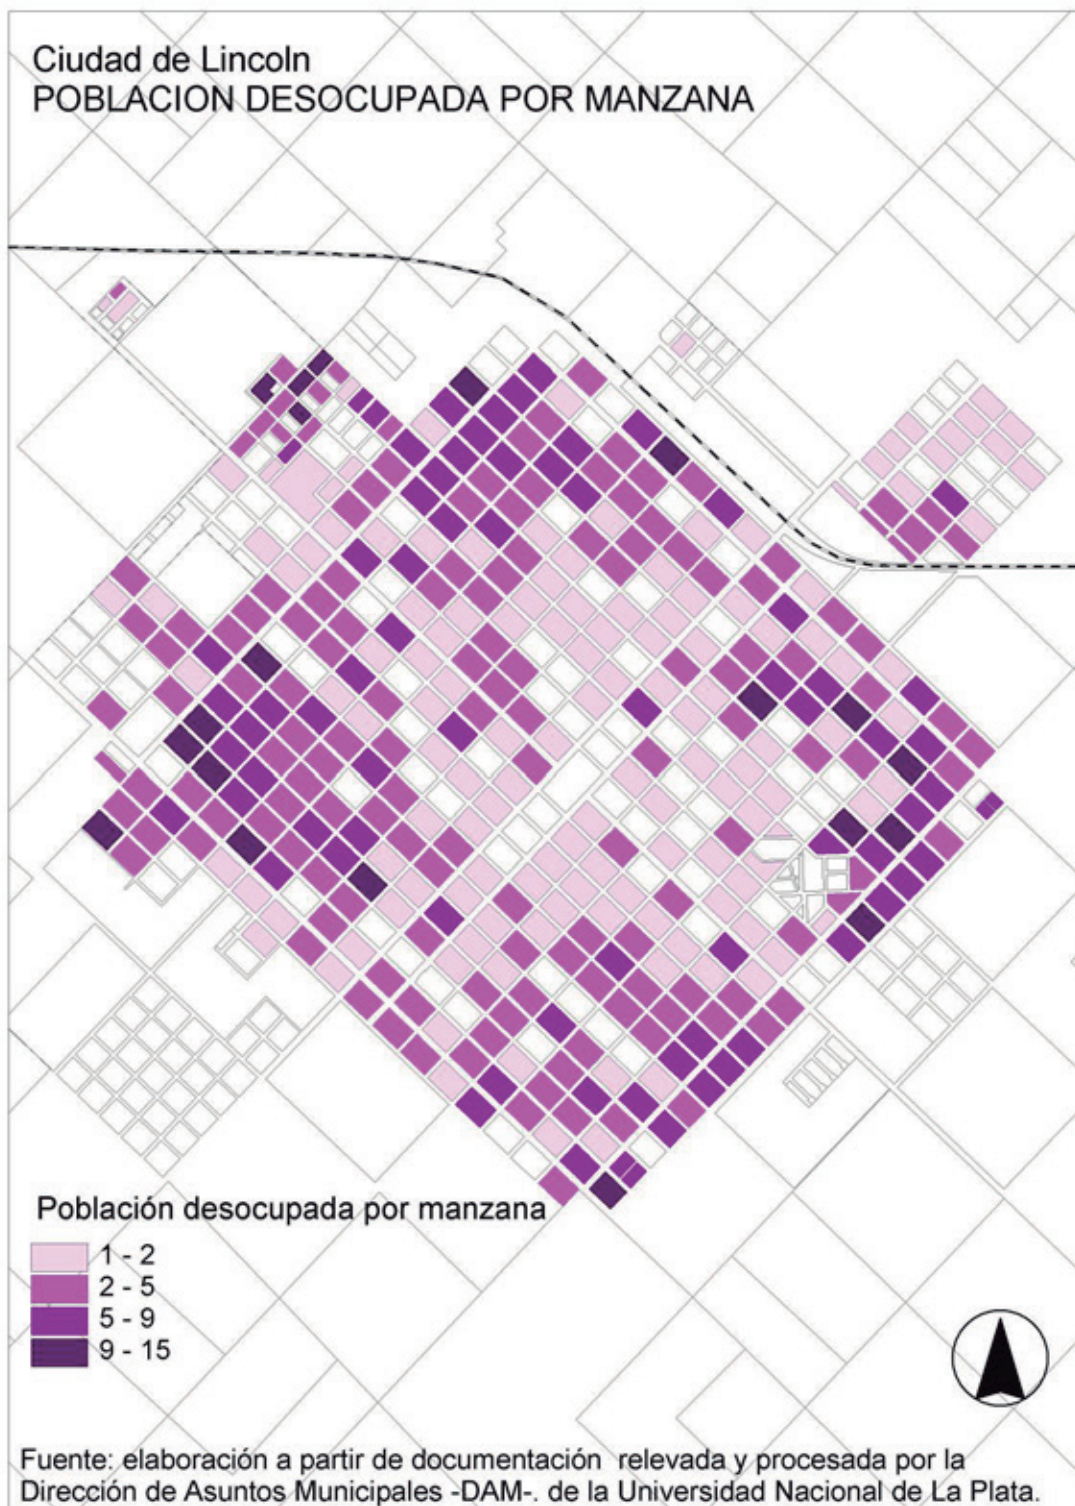 Ciudad de Lincoln
POBLACION DESOCUPADA POR MANZANA
Población desocupada por manzana
1 - 2
2 - 5
5 - 9
9 - 15
Fuente: elaboración a partir de documentación relevada y procesada por la
Dirección de Asuntos Municipales -DAM-. de la Universidad Nacional de La Plata.